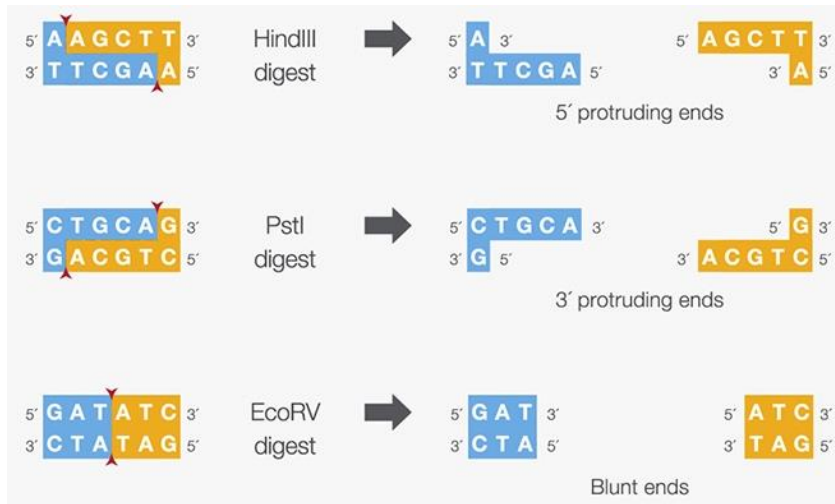 5′ A A G C T T 3′ HindIII 5′ A 3′ 5′ A G C T T 3′
3′ T T C G A A 5′ digest 3′ T T C G A 5′ 3′ A 5′
5′ protruding ends
5′ C T G C A G 3′ PstI 5′ C T G C A 3′ 5′ G 3′
3′ G A C G T C 5′ digest 3′ G 5′ 3′ A C G T C 5′
3′ protruding ends
5′ G A T A T C 3′ EcoRV 5′ G A T 3′ 5′ A T C 3′
3′ C T A T A G 5′ digest 3′ C T A 5′ 3′ T A G 5′
Blunt ends